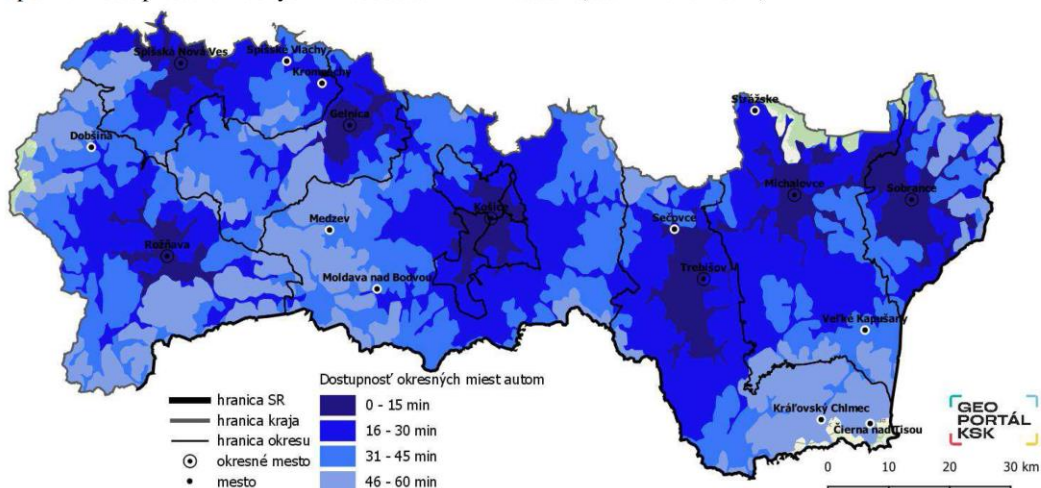 Spišská Nová Ves
Spišské Vlachy
Krompachy
Gelnica
Dobšiná
Strážske
Michalovce
Sobrance
Košice
Medzev
Sečovce
Rožňava
Trebišov
Moldava nad Bodvou
Veľké Kapušany
Kráľovský Chlmec
Čierna nad Tisou
hranica SR
hranica kraja
hranica okresu
okresné mesto
mesto
Dostupnosť okresných miest autom
0 - 15 min
16 - 30 min
31 - 45 min
46 - 60 min
GEO
PORTÁL
KSK
0 10 20 30 km